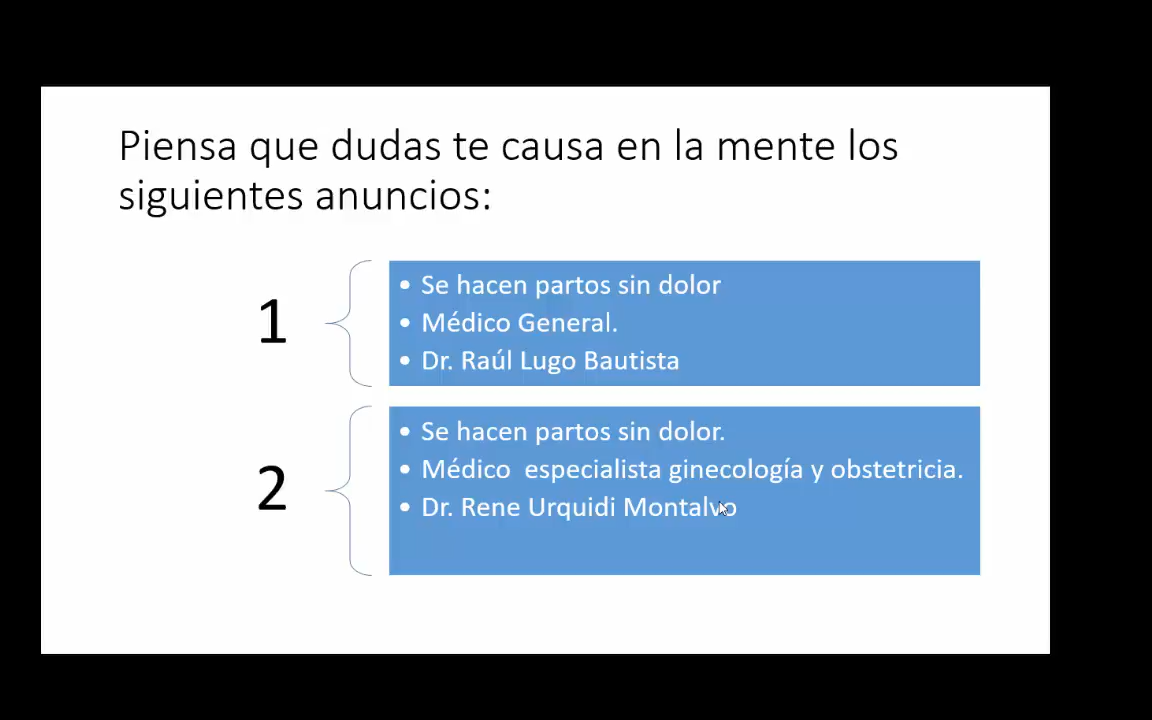 Piensa que dudas te causa en la mente los
siguientes anuncios:
1
• Se hacen partos sin dolor
• Médico General.
• Dr. Raúl Lugo Bautista
2
• Se hacen partos sin dolor.
• Médico  especialista ginecología y obstetricia.
• Dr. Rene Urquidi Montalvo